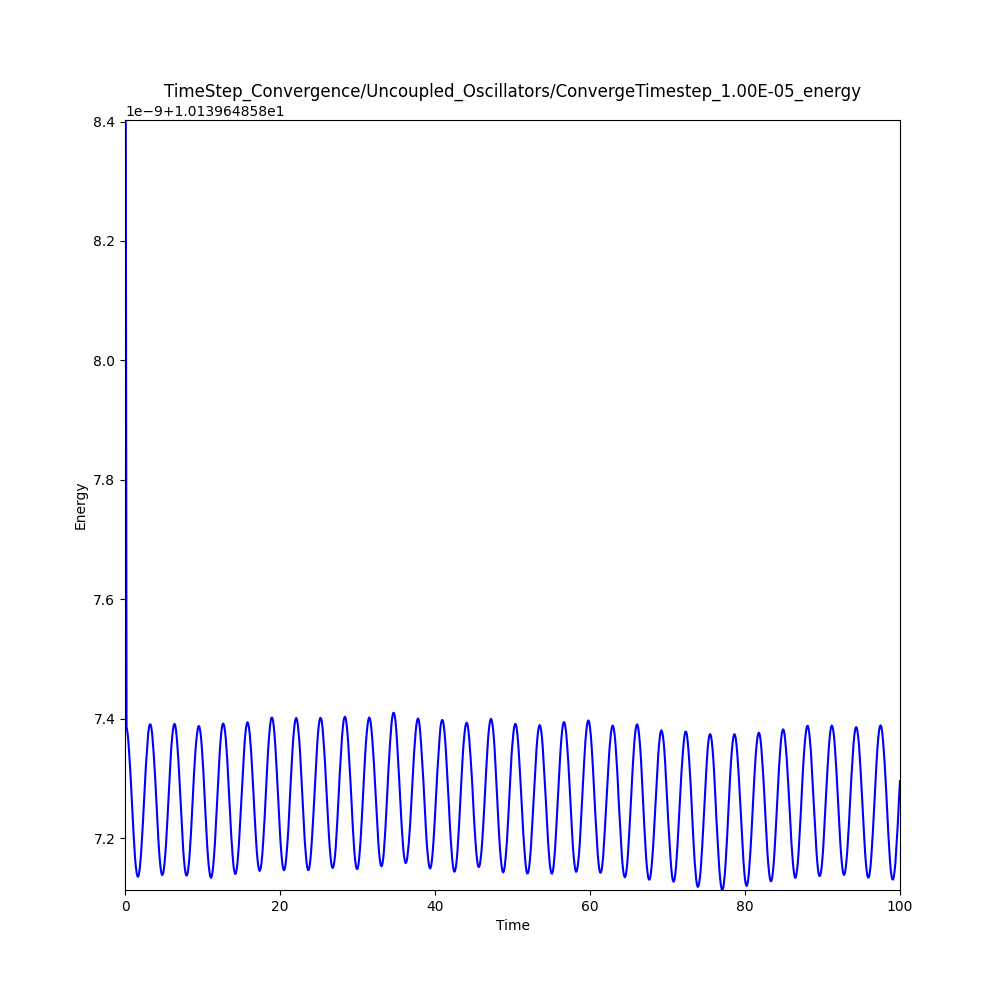 TimeStep_Convergence/Uncoupled_Oscillators/ConvergeTimestep_1.00E-05_energy
1e−9+1.013964858e1
8.4
8.2
8.0
7.8
7.6
7.4
7.2
Energy
0 20 40 60 80 100
Time